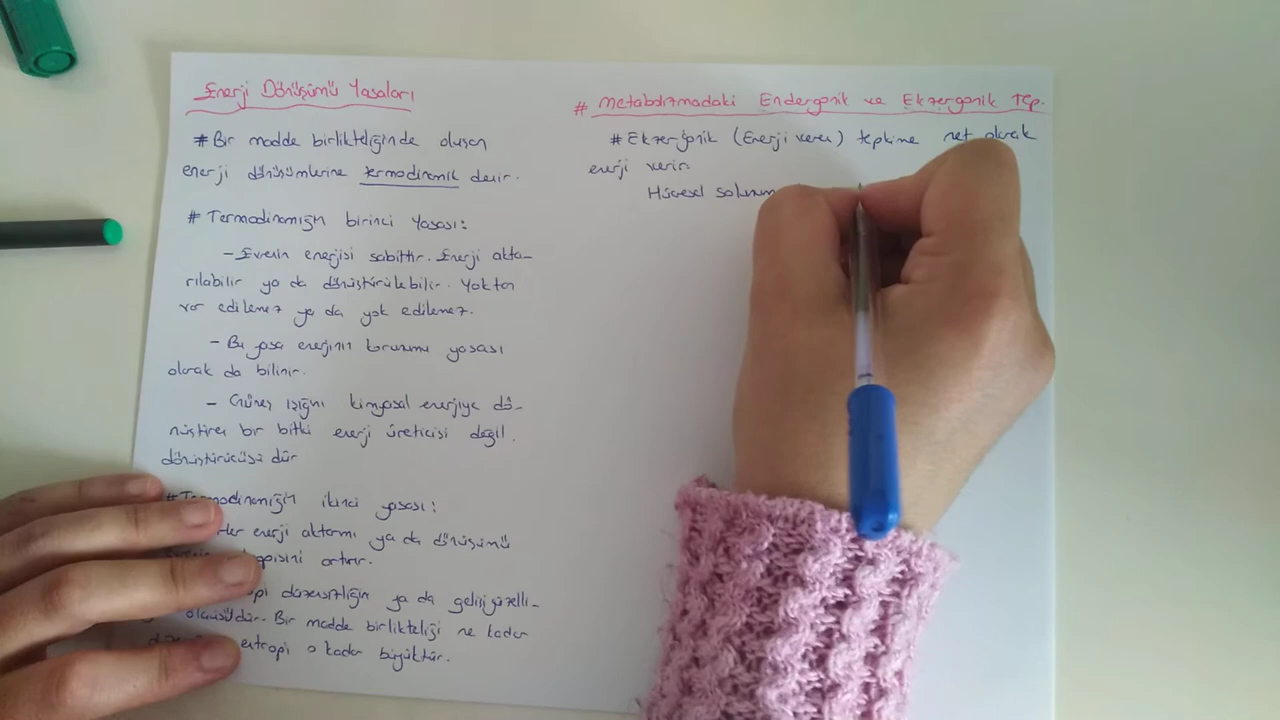 Enerji Dönüşümü Yasaları
# Bir madde birlikteliğinde oluşan
enerji dönüşümlerine termodinamik denir.
# Termodinamiğin birinci Yasası:
- Evrenin enerjisi sabittir. Enerji akta-
rılabilir ya da dönüştürülebilir. Yoktan
var edilemez ya da yok edilemez.
- Bu yasa enerjinin korunumu yasası
olarak da bilinir.
- Güneş ışığını kimyasal enerjiye dö-
nüştüren bir bitki enerji üreticisi değil,
dönüştürücüsü dür
#Termodinamiğin ikinci yasası:
enerji aktarımı ya da dönüşümü
artırır.
düzensizliğin ya da gelişigüzelli-
ölçüsüdür. Bir madde birlikteliği ne kadar
entropi o kadar büyüktür.
# Metabolizmadaki Endergonik ve Ekzergonik Tep.
# Ekzergonik (Enerji veren) tepkime net olarak
enerji verir.
Hücresel solunum